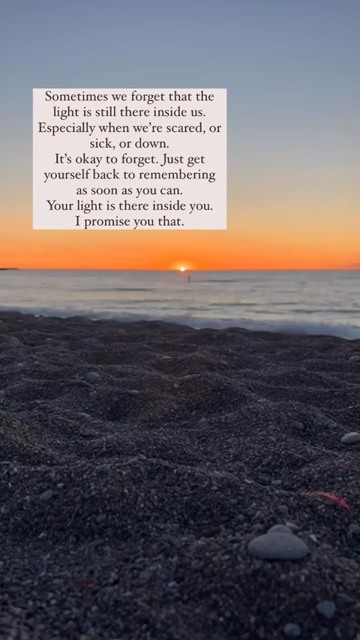 Sometimes we forget that the
light is still there inside us.
Especially when we're scared, or
sick, or down.
It's okay to forget. Just get
yourself back to remembering
as soon as you can.
Your light is there inside you.
I promise you that.